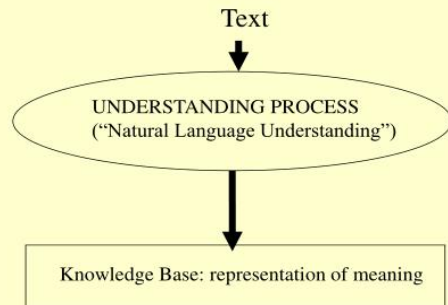 Text
UNDERSTANDING PROCESS
(“Natural Language Understanding”)
Knowledge Base: representation of meaning